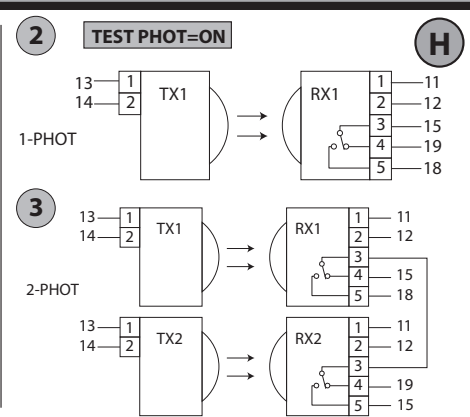 2 TEST PHOT=ON H
13 1 TX1 RX1 1 11
14 2 2 12
3 15
1-PHOT 4 19
5 18
3
13 1 TX1 RX1 1 11
14 2 2 12
3
2-PHOT 4 15
5 18
13 1 TX2 RX2 1 11
14 2 2 12
3
4 19
5 15